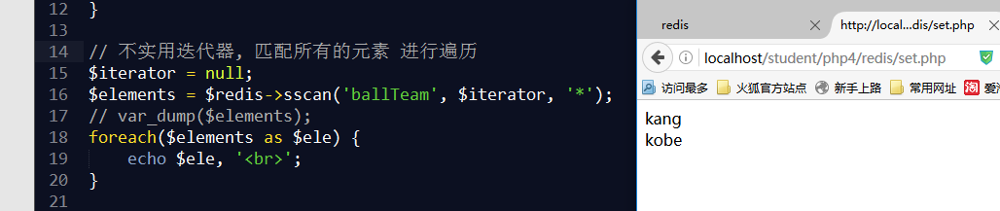 12 }
13
14 // 不实用迭代器, 匹配所有的元素 进行遍历
15 $iterator = null;
16 $elements = $redis->sscan('ballTeam', $iterator, '*');
17 // var_dump($elements);
18 foreach($elements as $ele) {
19 echo $ele, '<br>';
20 }
21
redis
http://local...dis/set.php
localhost/student/php4/redis/set.php
访问最多 火狐官方站点 新手上路 常用网址 淘 爱淘
kang
kobe